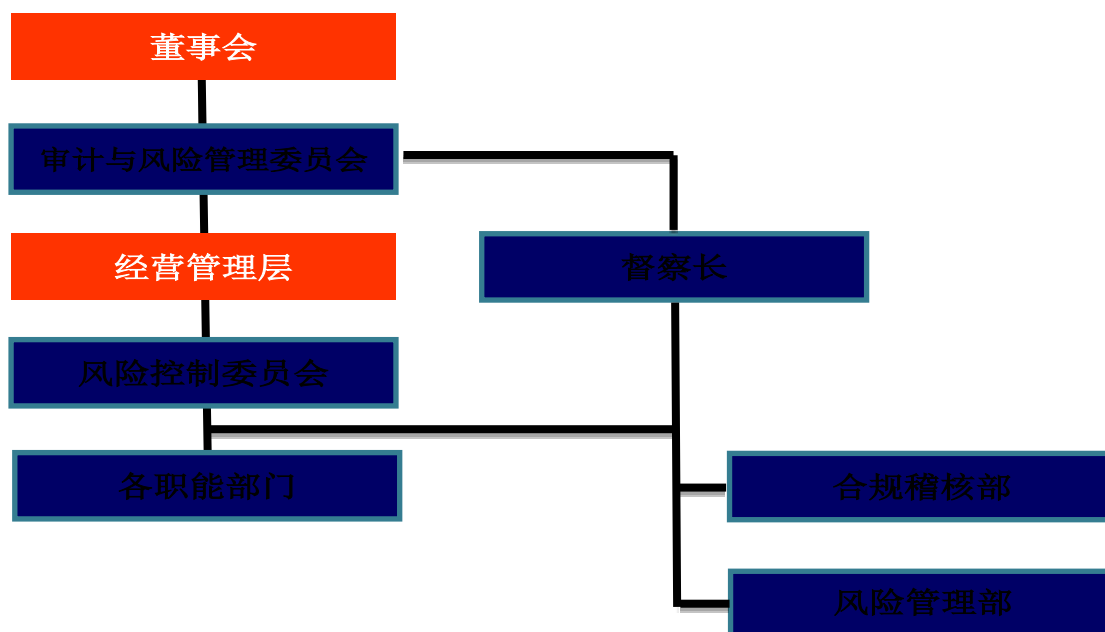 董事会
审计与风险管理委员会
经营管理层
督察长
风险控制委员会
各职能部门
合规稽核部
风险管理部